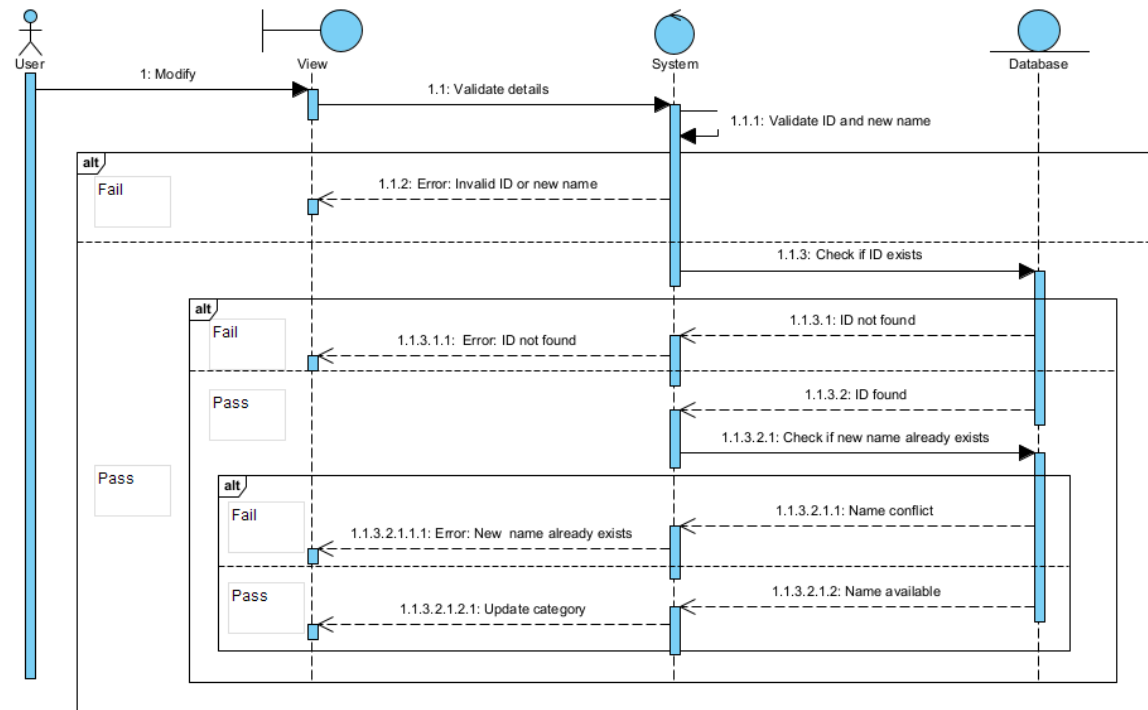 User
View
System
Database
1: Modify
1.1: Validate details
1.1.1: Validate ID and new name
alt
Fail
1.1.2: Error: Invalid ID or new name
1.1.3: Check if ID exists
alt
Fail
1.1.3.1: ID not found
1.1.3.1.1: Error: ID not found
Pass
1.1.3.2: ID found
1.1.3.2.1: Check if new name already exists
Pass
alt
Fail
1.1.3.2.1.1: Name conflict
1.1.3.2.1.1.1: Error: New name already exists
Pass
1.1.3.2.1.2: Name available
1.1.3.2.1.2.1: Update category